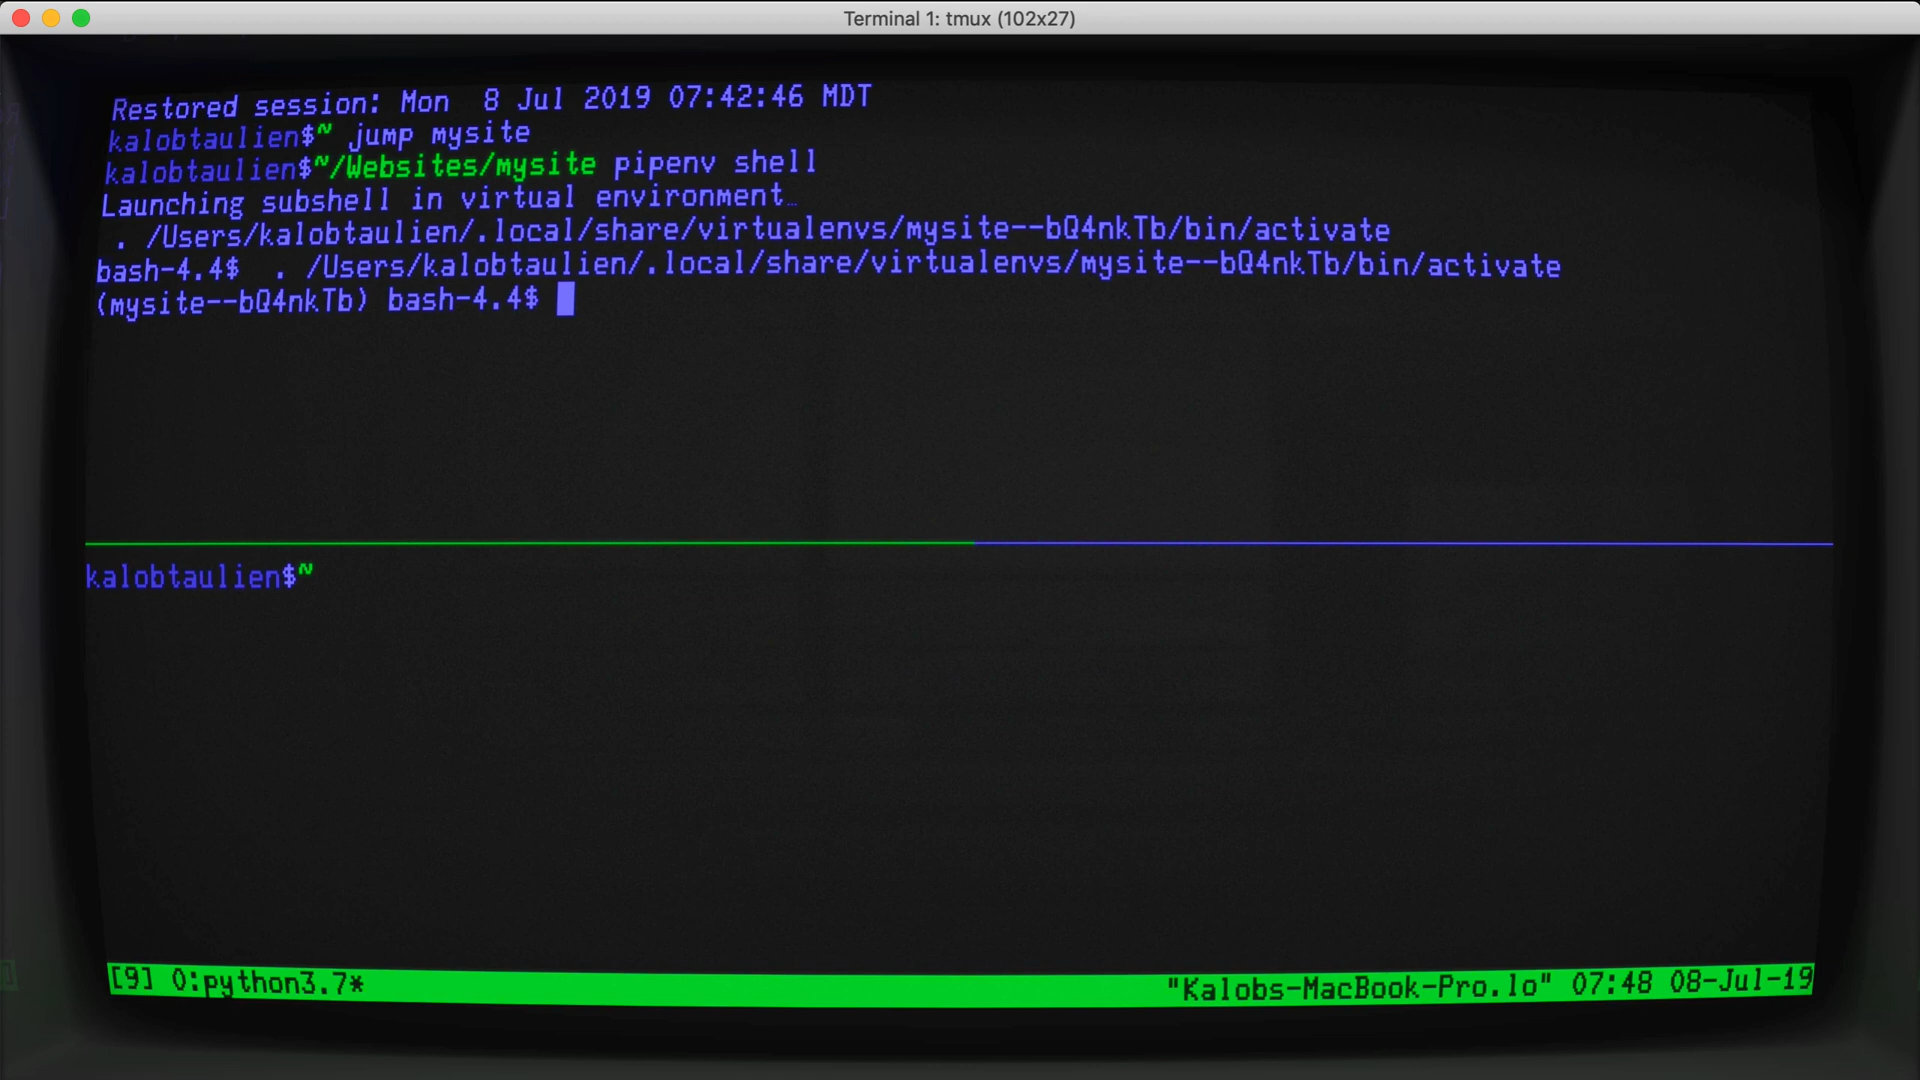 Terminal 1: tmux (102x27)
Restored session: Mon  8 Jul 2019 07:42:46 MDT
kalobtaulien$~ jump mysite
kalobtaulien$~/Websites/mysite pipenv shell
Launching subshell in virtual environment…
 . /Users/kalobtaulien/.local/share/virtualenvs/mysite--bQ4nkTb/bin/activate
bash-4.4$  . /Users/kalobtaulien/.local/share/virtualenvs/mysite--bQ4nkTb/bin/activate
(mysite--bQ4nkTb) bash-4.4$
kalobtaulien$~
[9] 0:python3.7* "Kalobs-MacBook-Pro.lo" 07:48 08-Jul-19